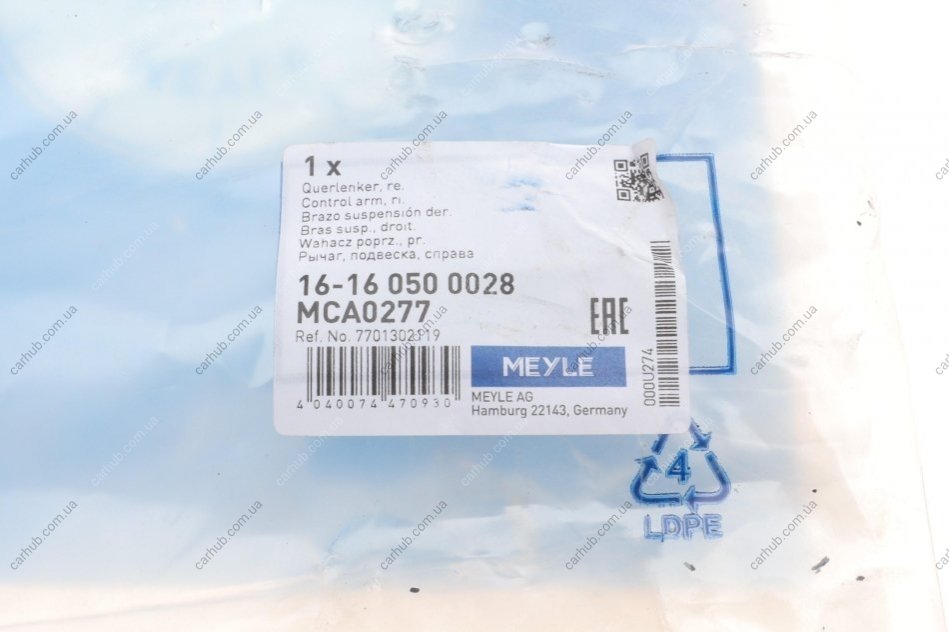 1 x
Querlenker, re.
Control arm, ri.
Brazo suspensión der.
Bras susp., droit.
Wahacz poprz., pr.
Рычаг, подвеска, справа
16-16 050 0028
MCA0277
EAC
Ref. No.
4 040074 470930
MEYLE
MEYLE AG
Hamburg 22143, Germany
000U274
4
LDPE
carhub.com.ua